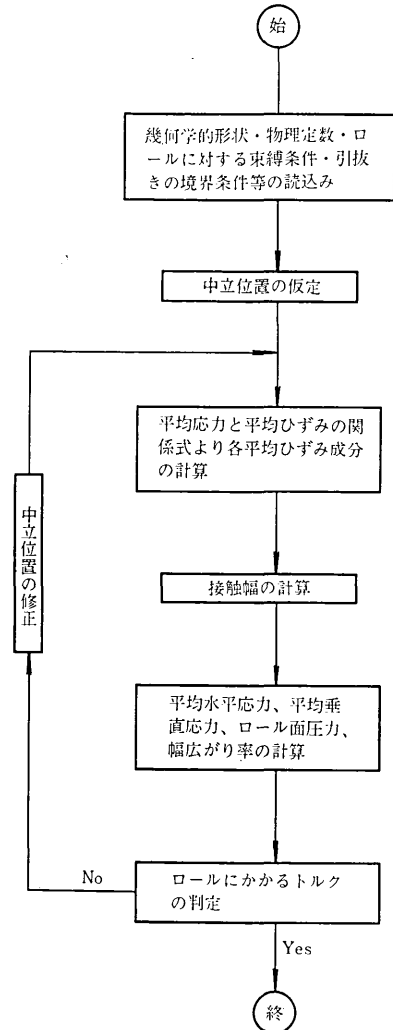 始
幾何学的形状・物理定数・ロ
ールに対する束縛条件・引抜
きの境界条件等の読込み
中立位置の仮定
平均応力と平均ひずみの関
係式より各平均ひずみ成分
の計算
中立位置の修正
接触幅の計算
平均水平応力、平均垂
直応力、ロール面圧力、
幅広がり率の計算
No
ロールにかかるトルク
の判定
Yes
終